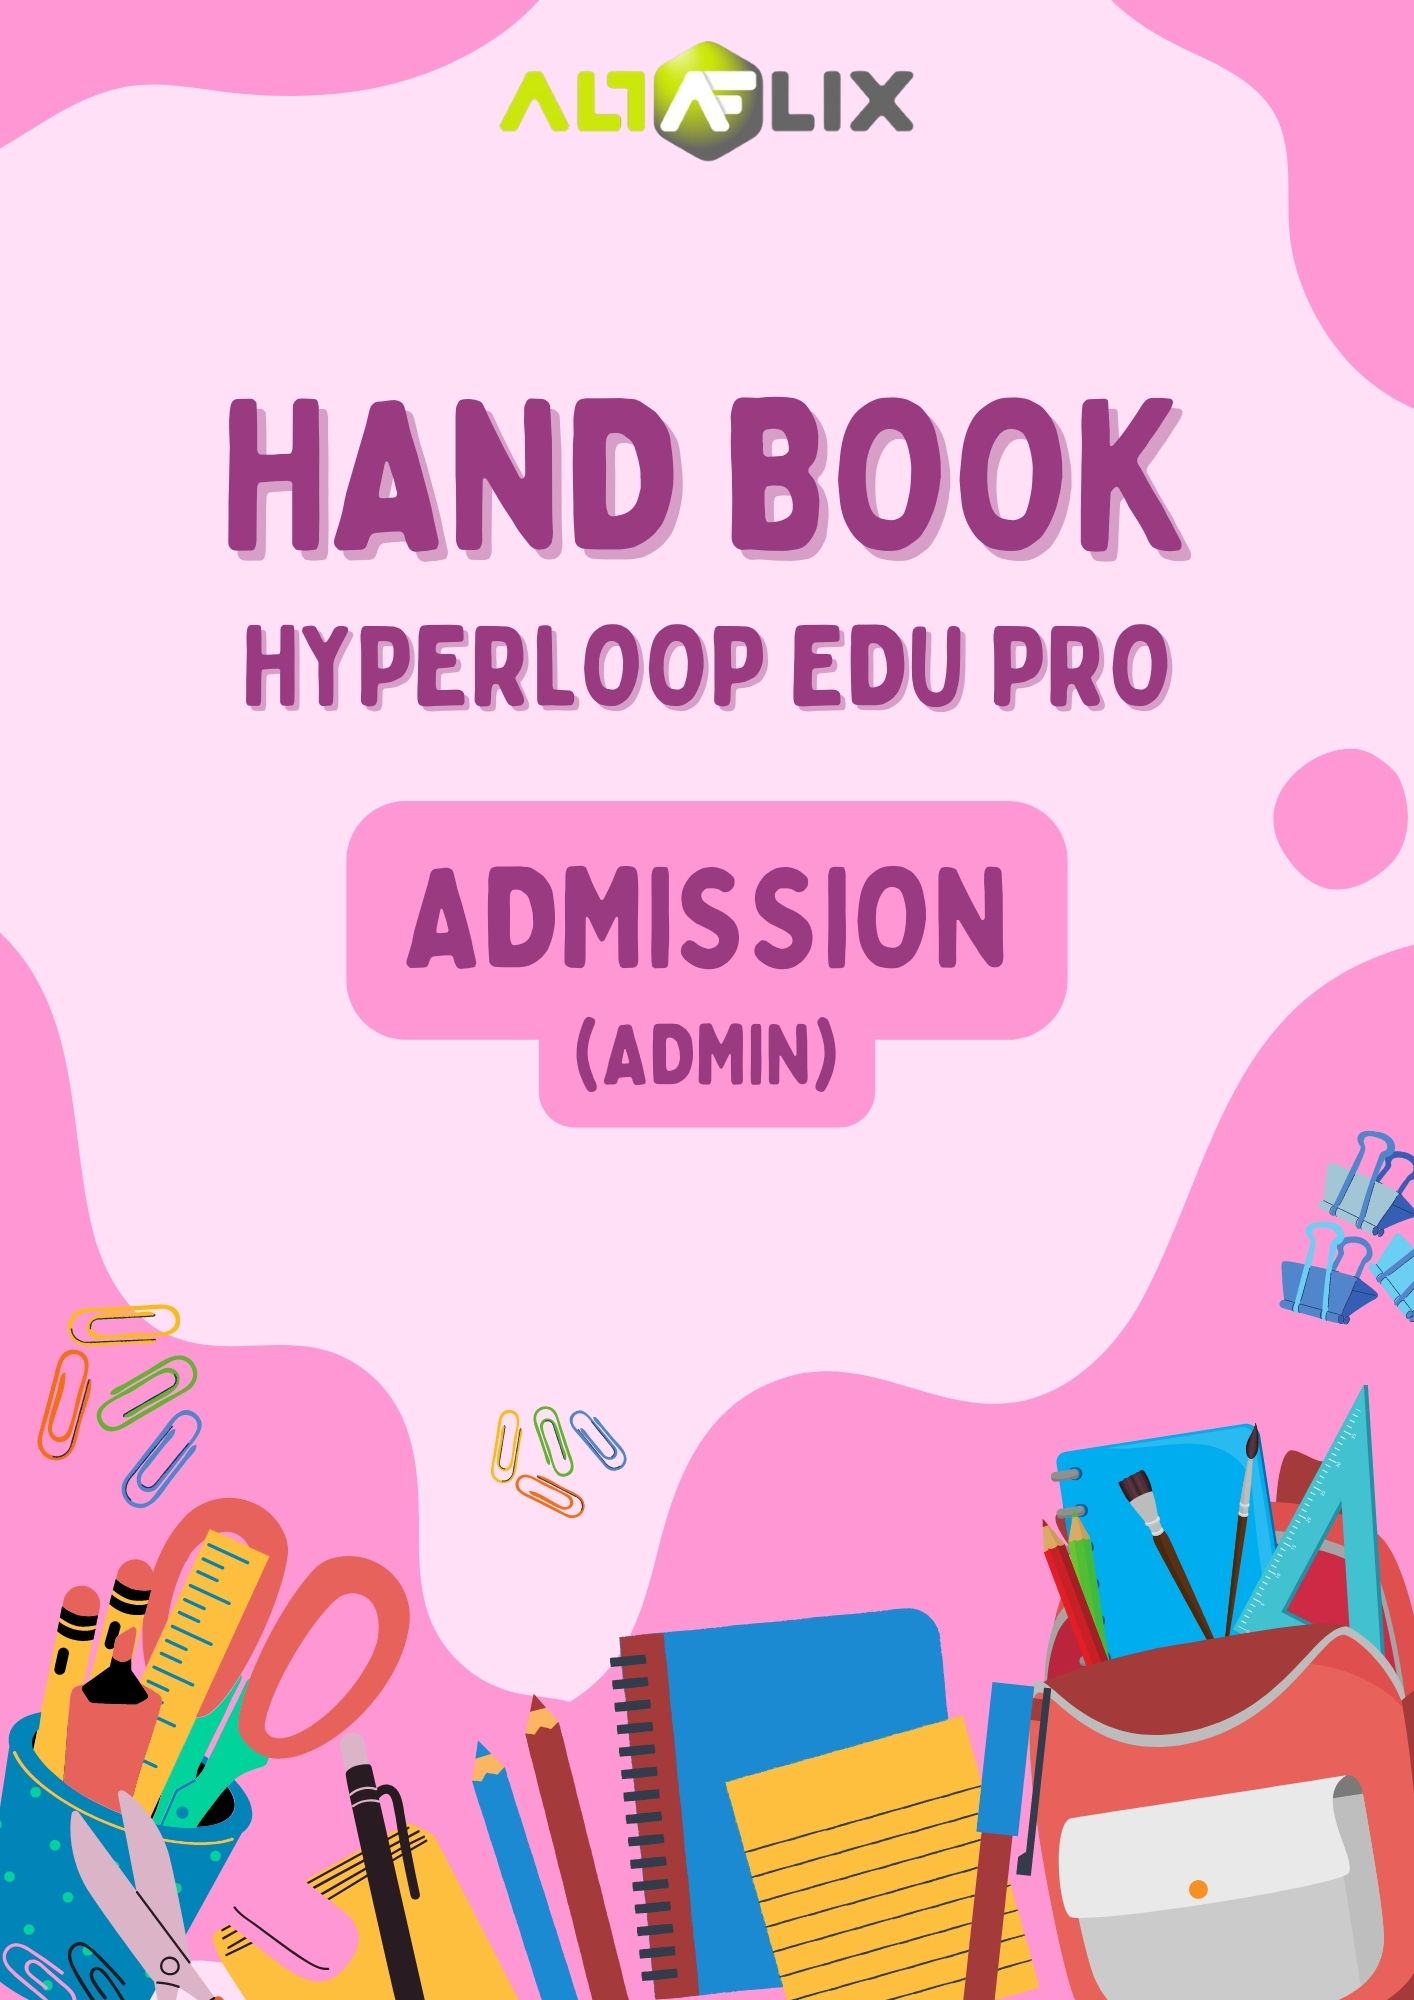 ALTAFLIX
HAND BOOK
HYPERLOOP EDU PRO
ADMISSION
(ADMIN)